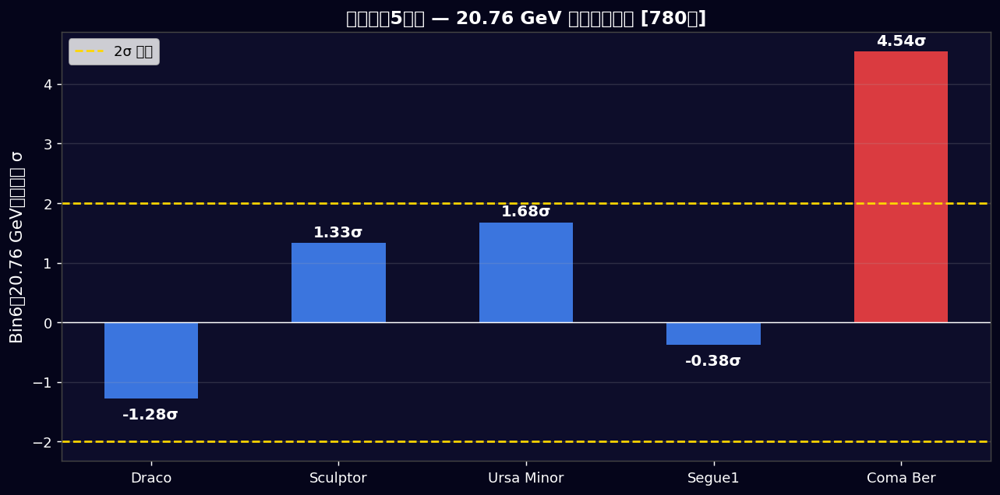 5 — 20.76 GeV [780]
2σ
4.54σ
1.68σ
1.33σ
-0.38σ
-1.28σ
4
3
2
1
0
−1
−2
Bin6 20.76 GeV σ
Draco Sculptor Ursa Minor Segue1 Coma Ber